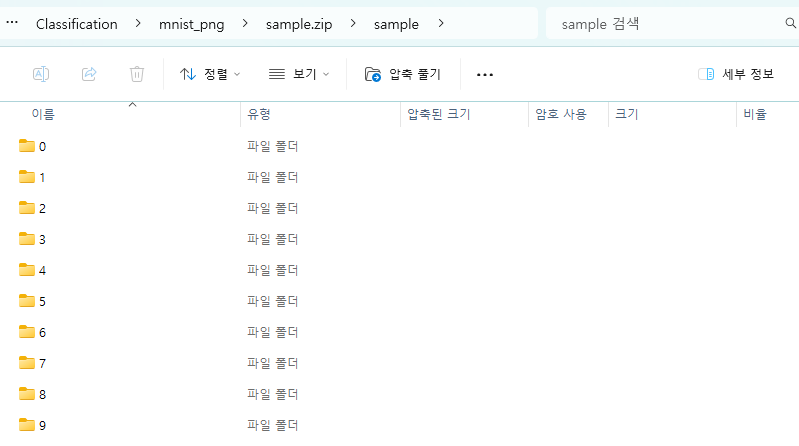 ··· Classification > mnist_png > sample.zip > sample > sample 검색
정렬 보기 압축 풀기 ··· 세부 정보
이름 유형 압축된 크기 암호 사용 크기 비율
0 파일 폴더
1 파일 폴더
2 파일 폴더
3 파일 폴더
4 파일 폴더
5 파일 폴더
6 파일 폴더
7 파일 폴더
8 파일 폴더
9 파일 폴더